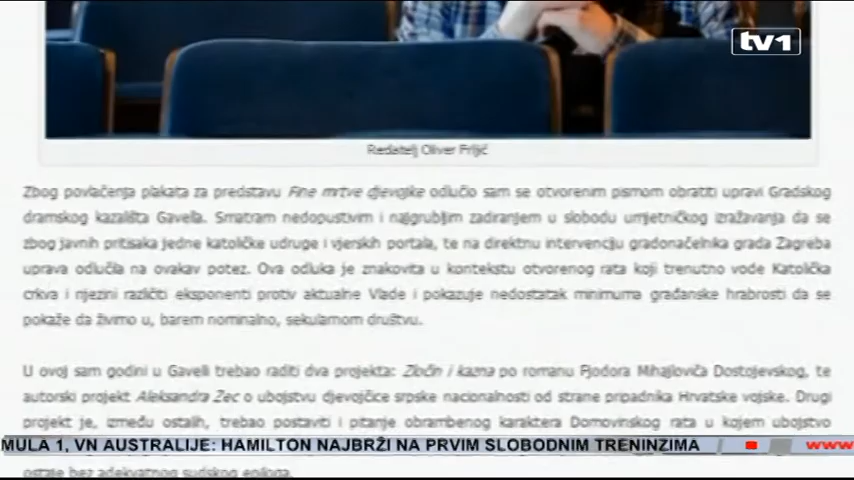 tv1
Redatelj Oliver Frljić
Zbog povlačenja plakata za predstavu Fine mrtve djevojke odlučio sam se otvorenim pismom obratiti upravi Gradskog
dramskog kazališta Gavella. Smatram nedopustivim i najgrubljim zadiranjem u slobodu umjetničkog izražavanja da se
zbog javnih pritisaka jedne katoličke udruge i vjerskih portala, te na direktnu intervenciju gradonačelnika grada Zagreba
uprava odlučila na ovakav potez. Ova odluka je znakovita u kontekstu otvorenog rata koji trenutno vode Katolička
crkva i njezini različiti eksponenti protiv aktualne Vlade i pokazuje nedostatak minimuma građanske hrabrosti da se
pokaže da živimo u, barem nominalno, sekularnom društvu.
U ovoj sam godini u Gavelli trebao raditi dva projekta: Zločin i kazna po romanu Fjodora Mihajloviča Dostojevskog, te
autorski projekt Aleksandra Zec o ubojstvu djevojčice srpske nacionalnosti od strane pripadnika Hrvatske vojske. Drugi
projekt je, između ostalih, trebao postaviti i pitanje obrambenog karaktera Domovinskog rata u kojem ubojstvo
MULA 1, VN AUSTRALIJE: HAMILTON NAJBRŽI NA PRVIM SLOBODNIM TRENINZIMA www.
ostaje bez adekvatnog sudskog epiloga.